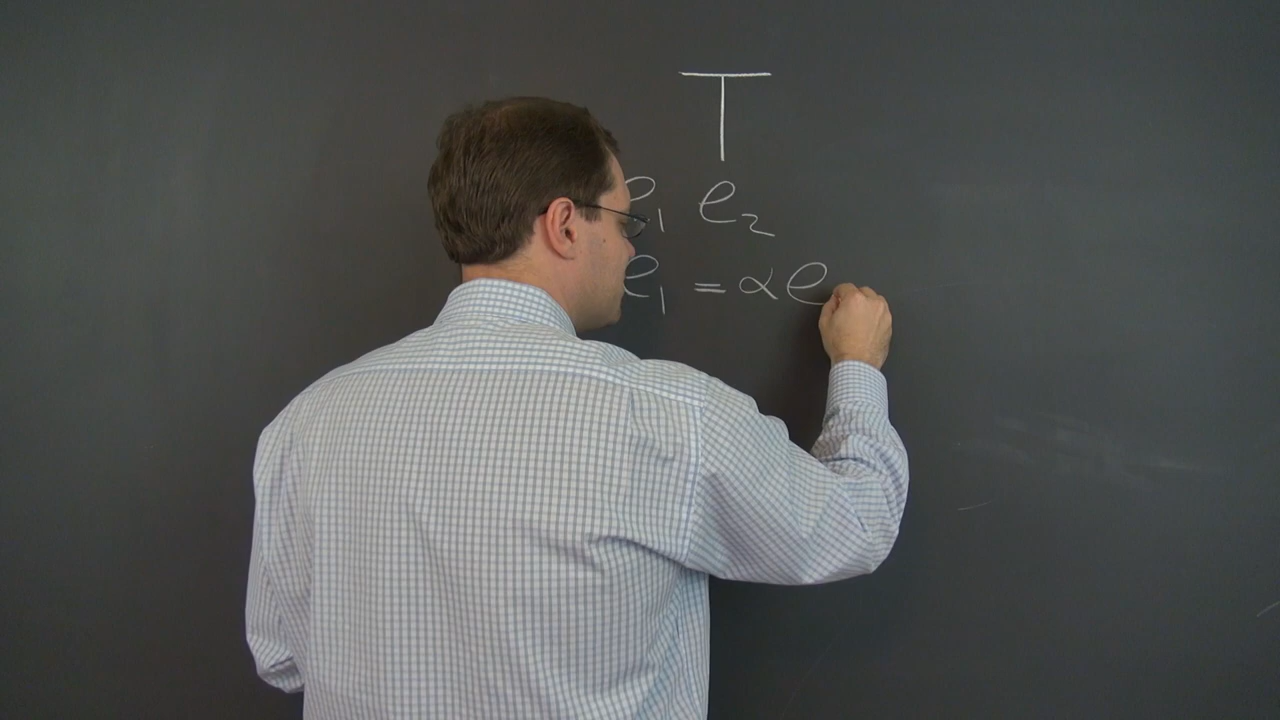 T
e₁ e₂
e₁ = αe